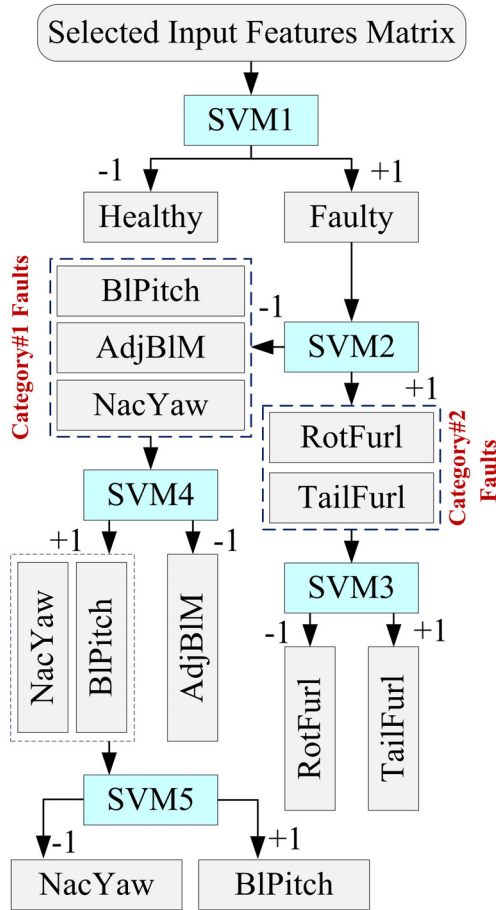 Selected Input Features Matrix
SVM1
-1
+1
Healthy
Faulty
Category#1 Faults
BlPitch
AdjBlM
NacYaw
-1
SVM2
+1
RotFurl
TailFurl
Category#2
Faults
SVM4
+1
-1
NacYaw
BlPitch
AdjBlM
SVM3
-1
+1
RotFurl
TailFurl
SVM5
-1
+1
NacYaw
BlPitch